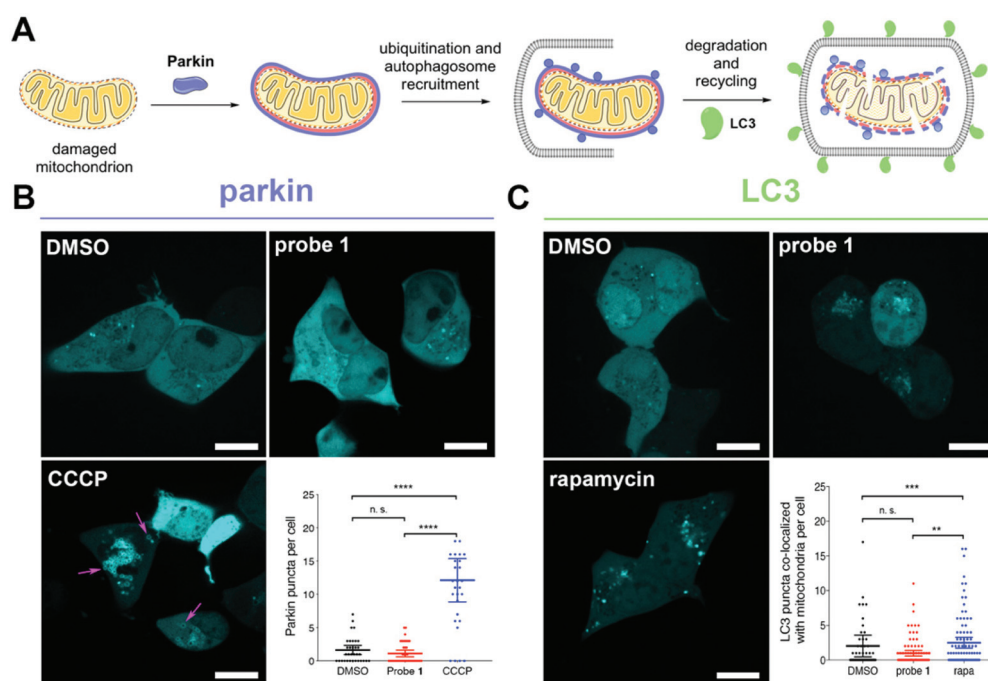 A
Parkin
damaged
mitochondrion
ubiquitination and
autophagosome
recruitment
degradation
and
recycling
LC3
B
parkin
DMSO
probe 1
CCCP
Parkin puncta per cell
25
20
15
10
5
0
****
n. s.
****
DMSO
Probe 1
CCCP
C
LC3
DMSO
probe 1
rapamycin
LC3 puncta co-localized
with mitochondria per cell
25
20
15
10
5
0
***
n. s.
**
DMSO
probe 1
rapa